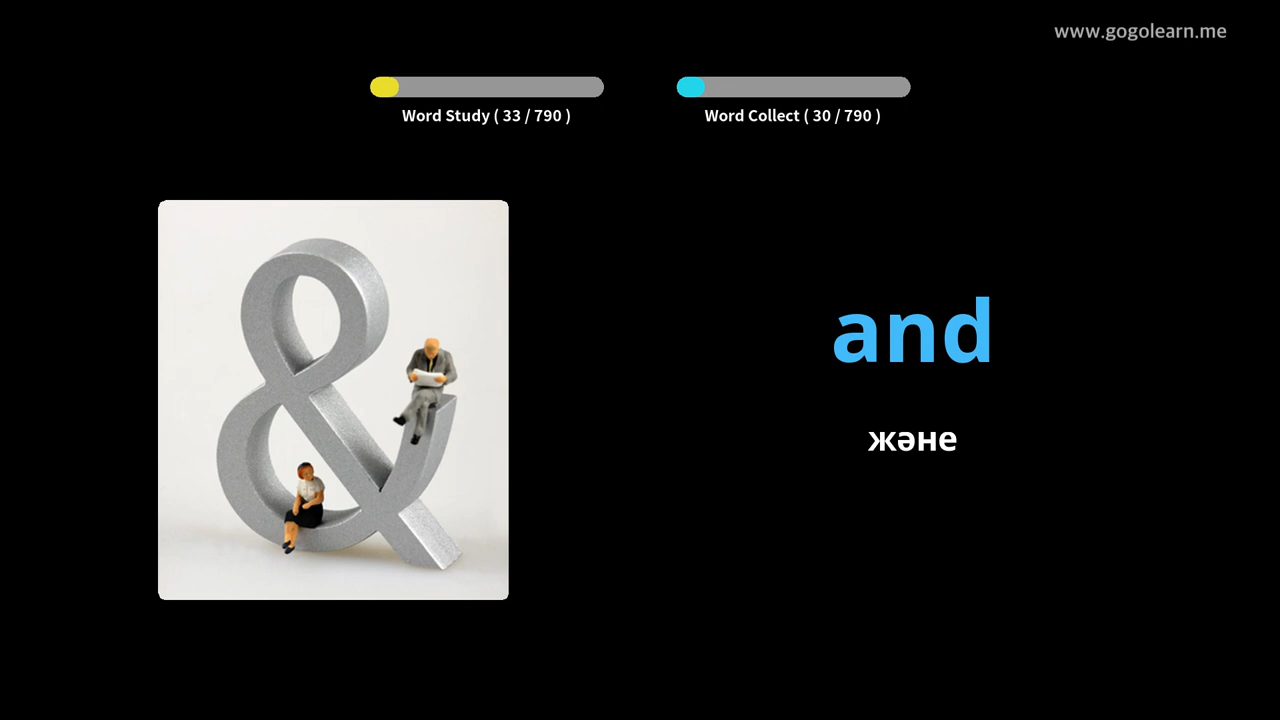 www.gogolearn.me
Word Study ( 33 / 790 )
Word Collect ( 30 / 790 )
&
and
және